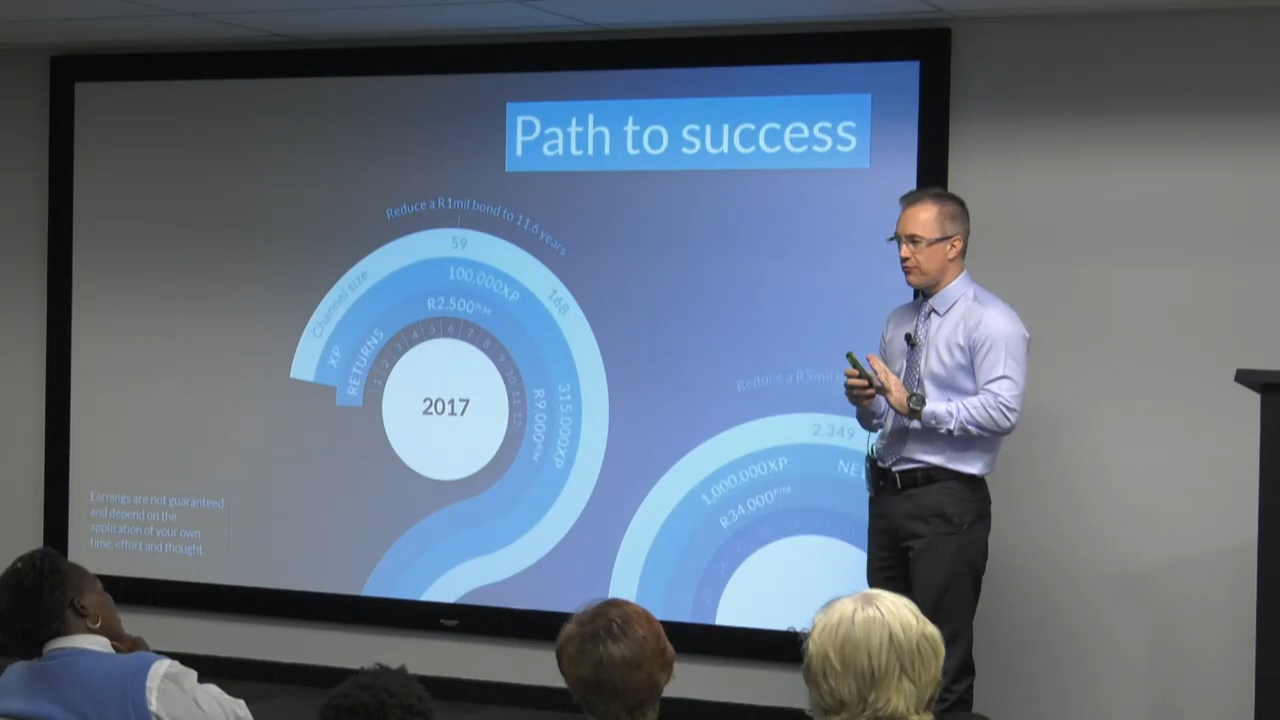 Path to success
Reduce a R1mil bond to 11.6 years
59
168
Channel size
100,000XP
315,000XP
XP
R2,500P/M
R9,000P/M
RETURNS
1 2 3 4 5 6 7 8 9 10 11 12
2017
Reduce a R5mil
2,349
1,000,000XP
R34,000P/M
Earnings are not guaranteed
and depend on the
application of your own
time, effort and thought